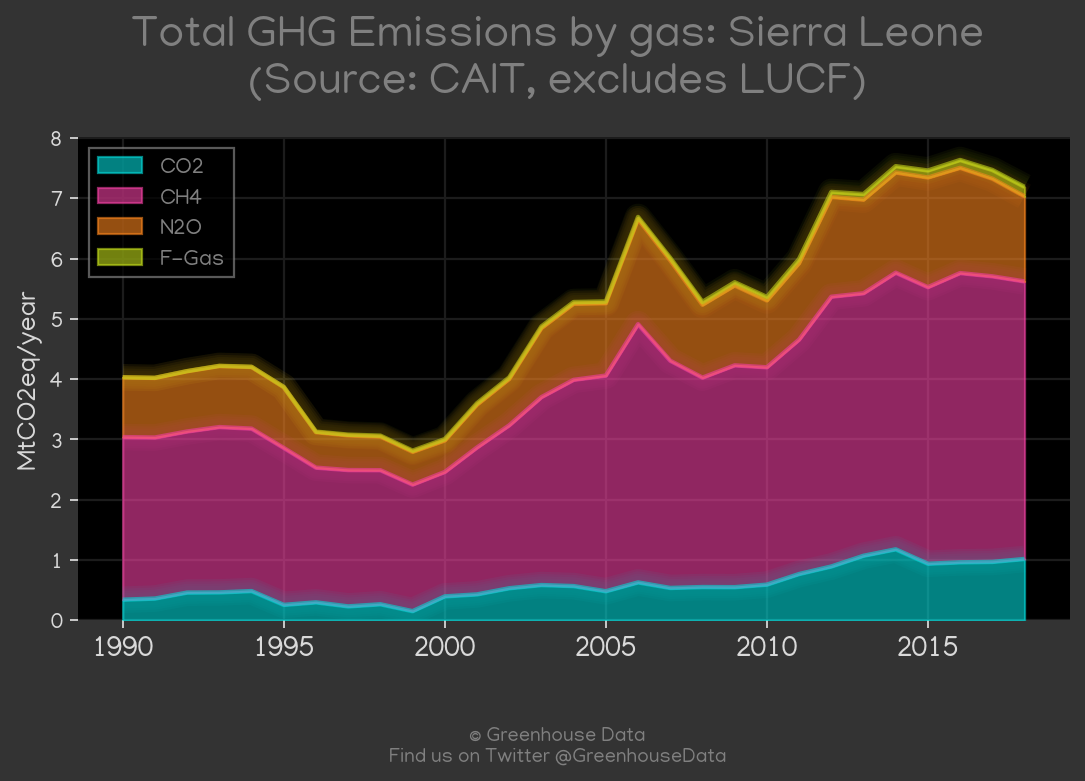 Total GHG Emissions by gas: Sierra Leone
(Source: CAIT, excludes LUCF)
8
7
6
5
4
3
2
1
0
MtCO2eq/year
CO2
CH4
N2O
F-Gas
1990 1995 2000 2005 2010 2015
© Greenhouse Data
Find us on Twitter @GreenhouseData